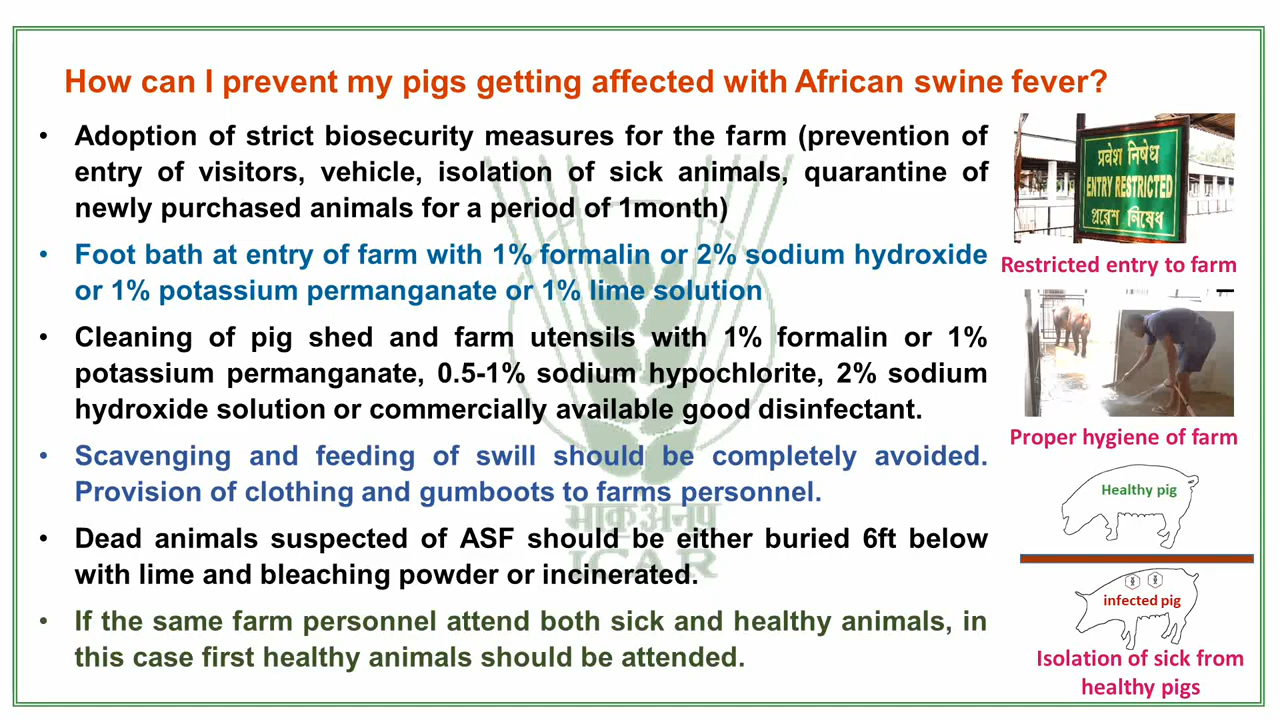 How can I prevent my pigs getting affected with African swine fever?
• Adoption of strict biosecurity measures for the farm (prevention of
entry of visitors, vehicle, isolation of sick animals, quarantine of
newly purchased animals for a period of 1month)
• Foot bath at entry of farm with 1% formalin or 2% sodium hydroxide
or 1% potassium permanganate or 1% lime solution
• Cleaning of pig shed and farm utensils with 1% formalin or 1%
potassium permanganate, 0.5-1% sodium hypochlorite, 2% sodium
hydroxide solution or commercially available good disinfectant.
• Scavenging and feeding of swill should be completely avoided.
Provision of clothing and gumboots to farms personnel.
• Dead animals suspected of ASF should be either buried 6ft below
with lime and bleaching powder or incinerated.
• If the same farm personnel attend both sick and healthy animals, in
this case first healthy animals should be attended.
भाकृअनुप
ICAR
प्रवेश निषेध
ENTRY RESTRICTED
প্রৱেশ নিষেধ
Restricted entry to farm
Proper hygiene of farm
Healthy pig
infected pig
Isolation of sick from
healthy pigs